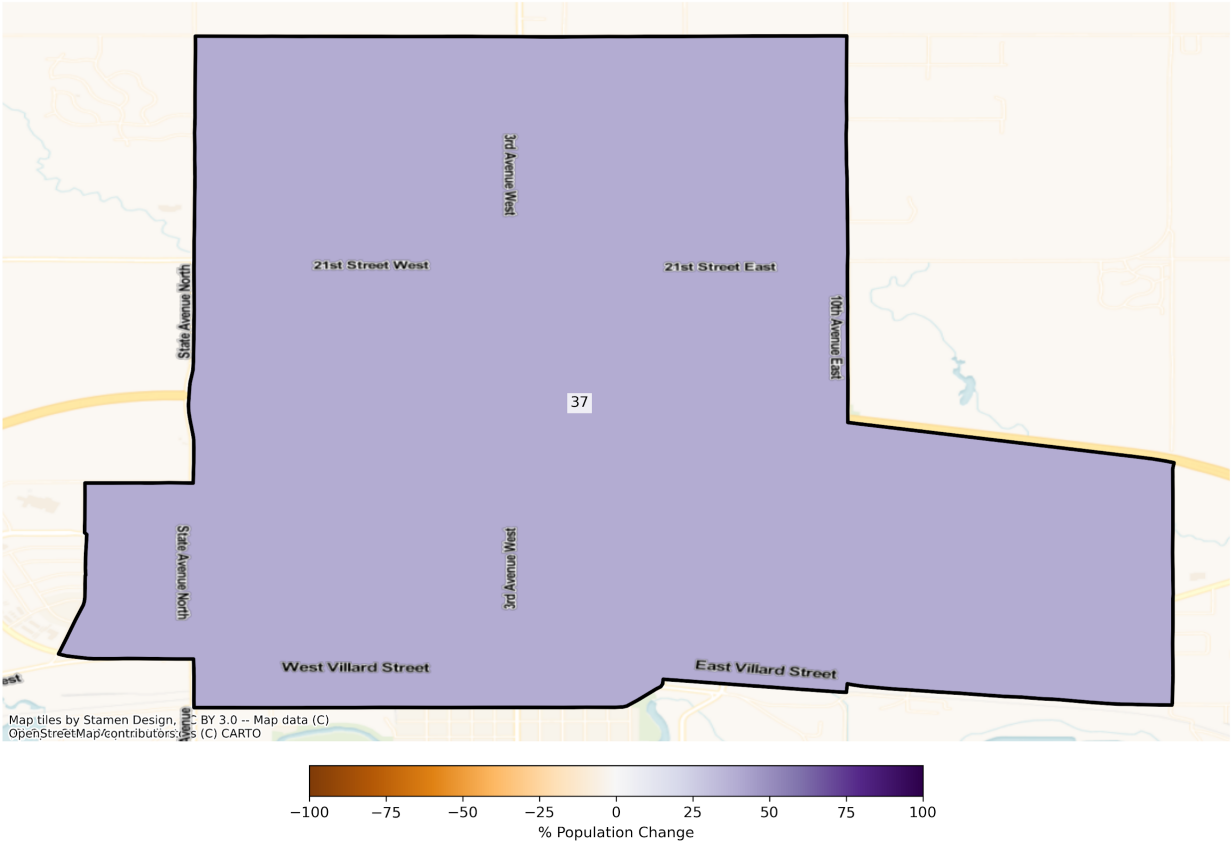 3rd Avenue West
21st Street West
21st Street East
State Avenue North
10th Avenue East
37
State Avenue North
3rd Avenue West
West Villard Street
East Villard Street
est
Avenue
Map tiles by Stamen Design, BY 3.0 -- Map data (C)
OpenStreetMap contributors (C) CARTO
−100 −75 −50 −25 0 25 50 75 100
% Population Change